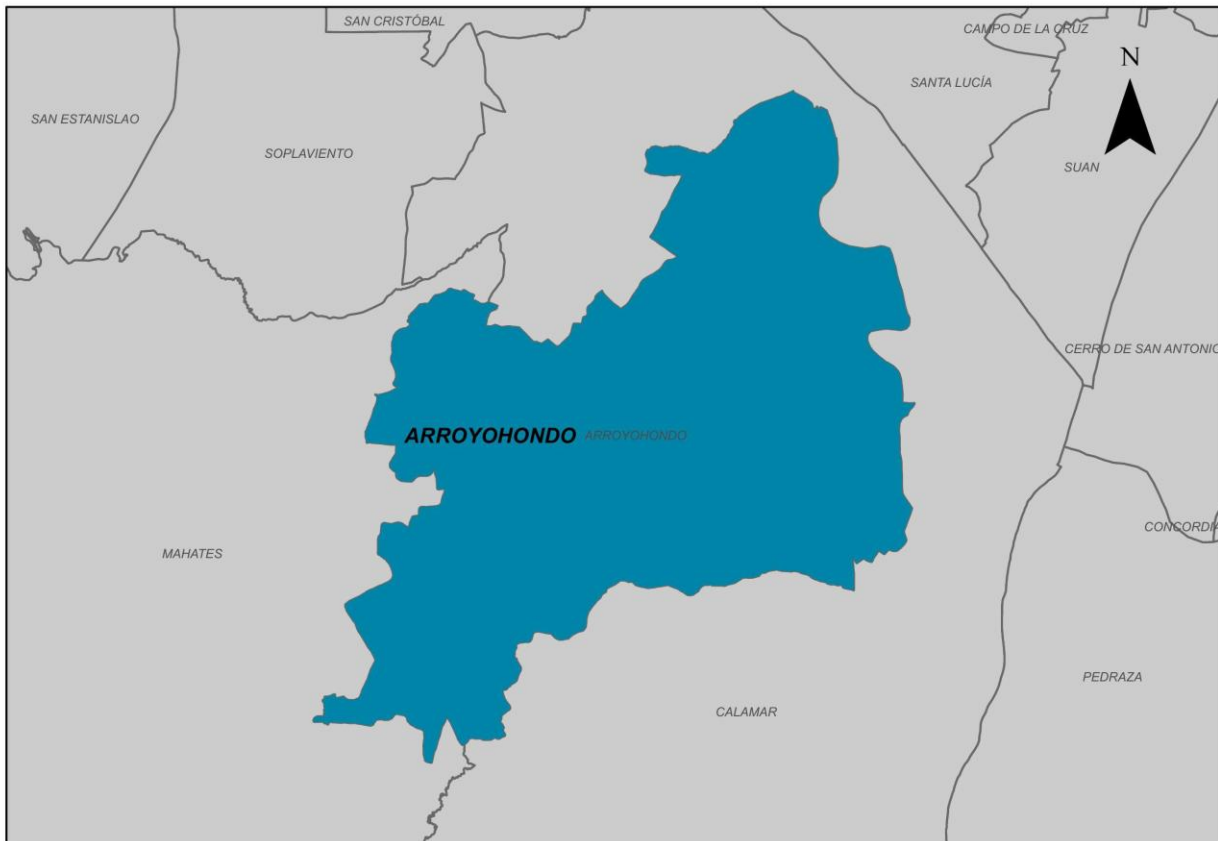 SAN CRISTÓBAL
CAMPO DE LA CRUZ
N
SANTA LUCÍA
SAN ESTANISLAO
SOPLAVIENTO
SUAN
CERRO DE SAN ANTONIO
ARROYOHONDO ARROYOHONDO
CONCORDIA
MAHATES
PEDRAZA
CALAMAR